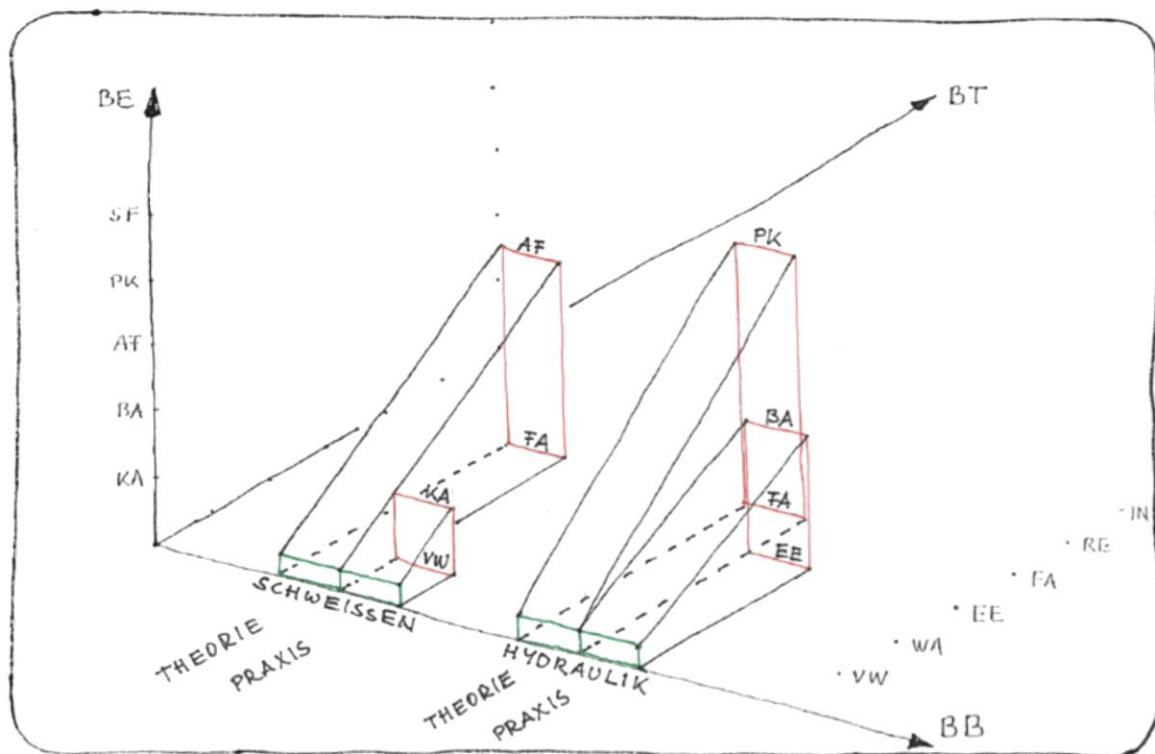 BE
BT
SF
PK
AF
BA
KA
AF
FA
KA
VW
PK
BA
FA
EE
IN
RE
FA
EE
WA
VW
SCHWEISSEN
THEORIE
PRAXIS
HYDRAULIK
THEORIE
PRAXIS
BB